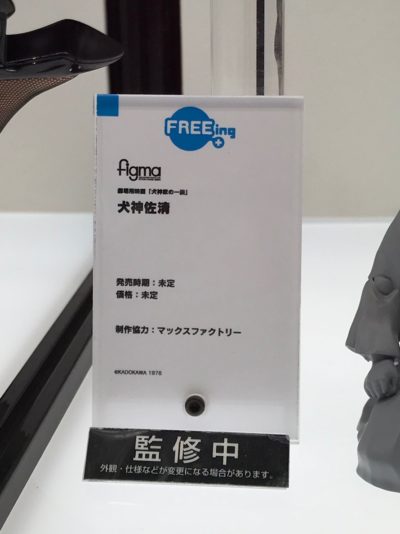 FREEing
figma
劇場用映画「犬神家の一族」
犬神佐清
発売時期：未定
価格：未定
制作協力：マックスファクトリー
©KADOKAWA 1976
監修中
外観・仕様などが変更になる場合があります。